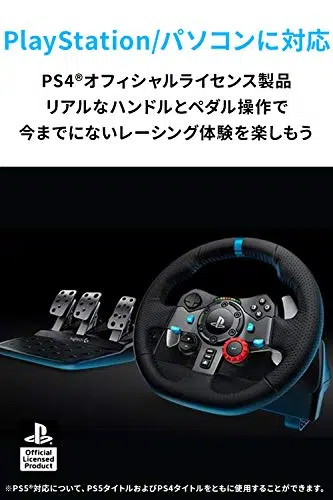 PlayStation/パソコンに対応
PS4®オフィシャルライセンス製品
リアルなハンドルとペダル操作で
今までにないレーシング体験を楽しもう
logitech G
Official
Licensed
Product
※PS5®対応について、PS5タイトルおよびPS4タイトルをともに使用することができます。